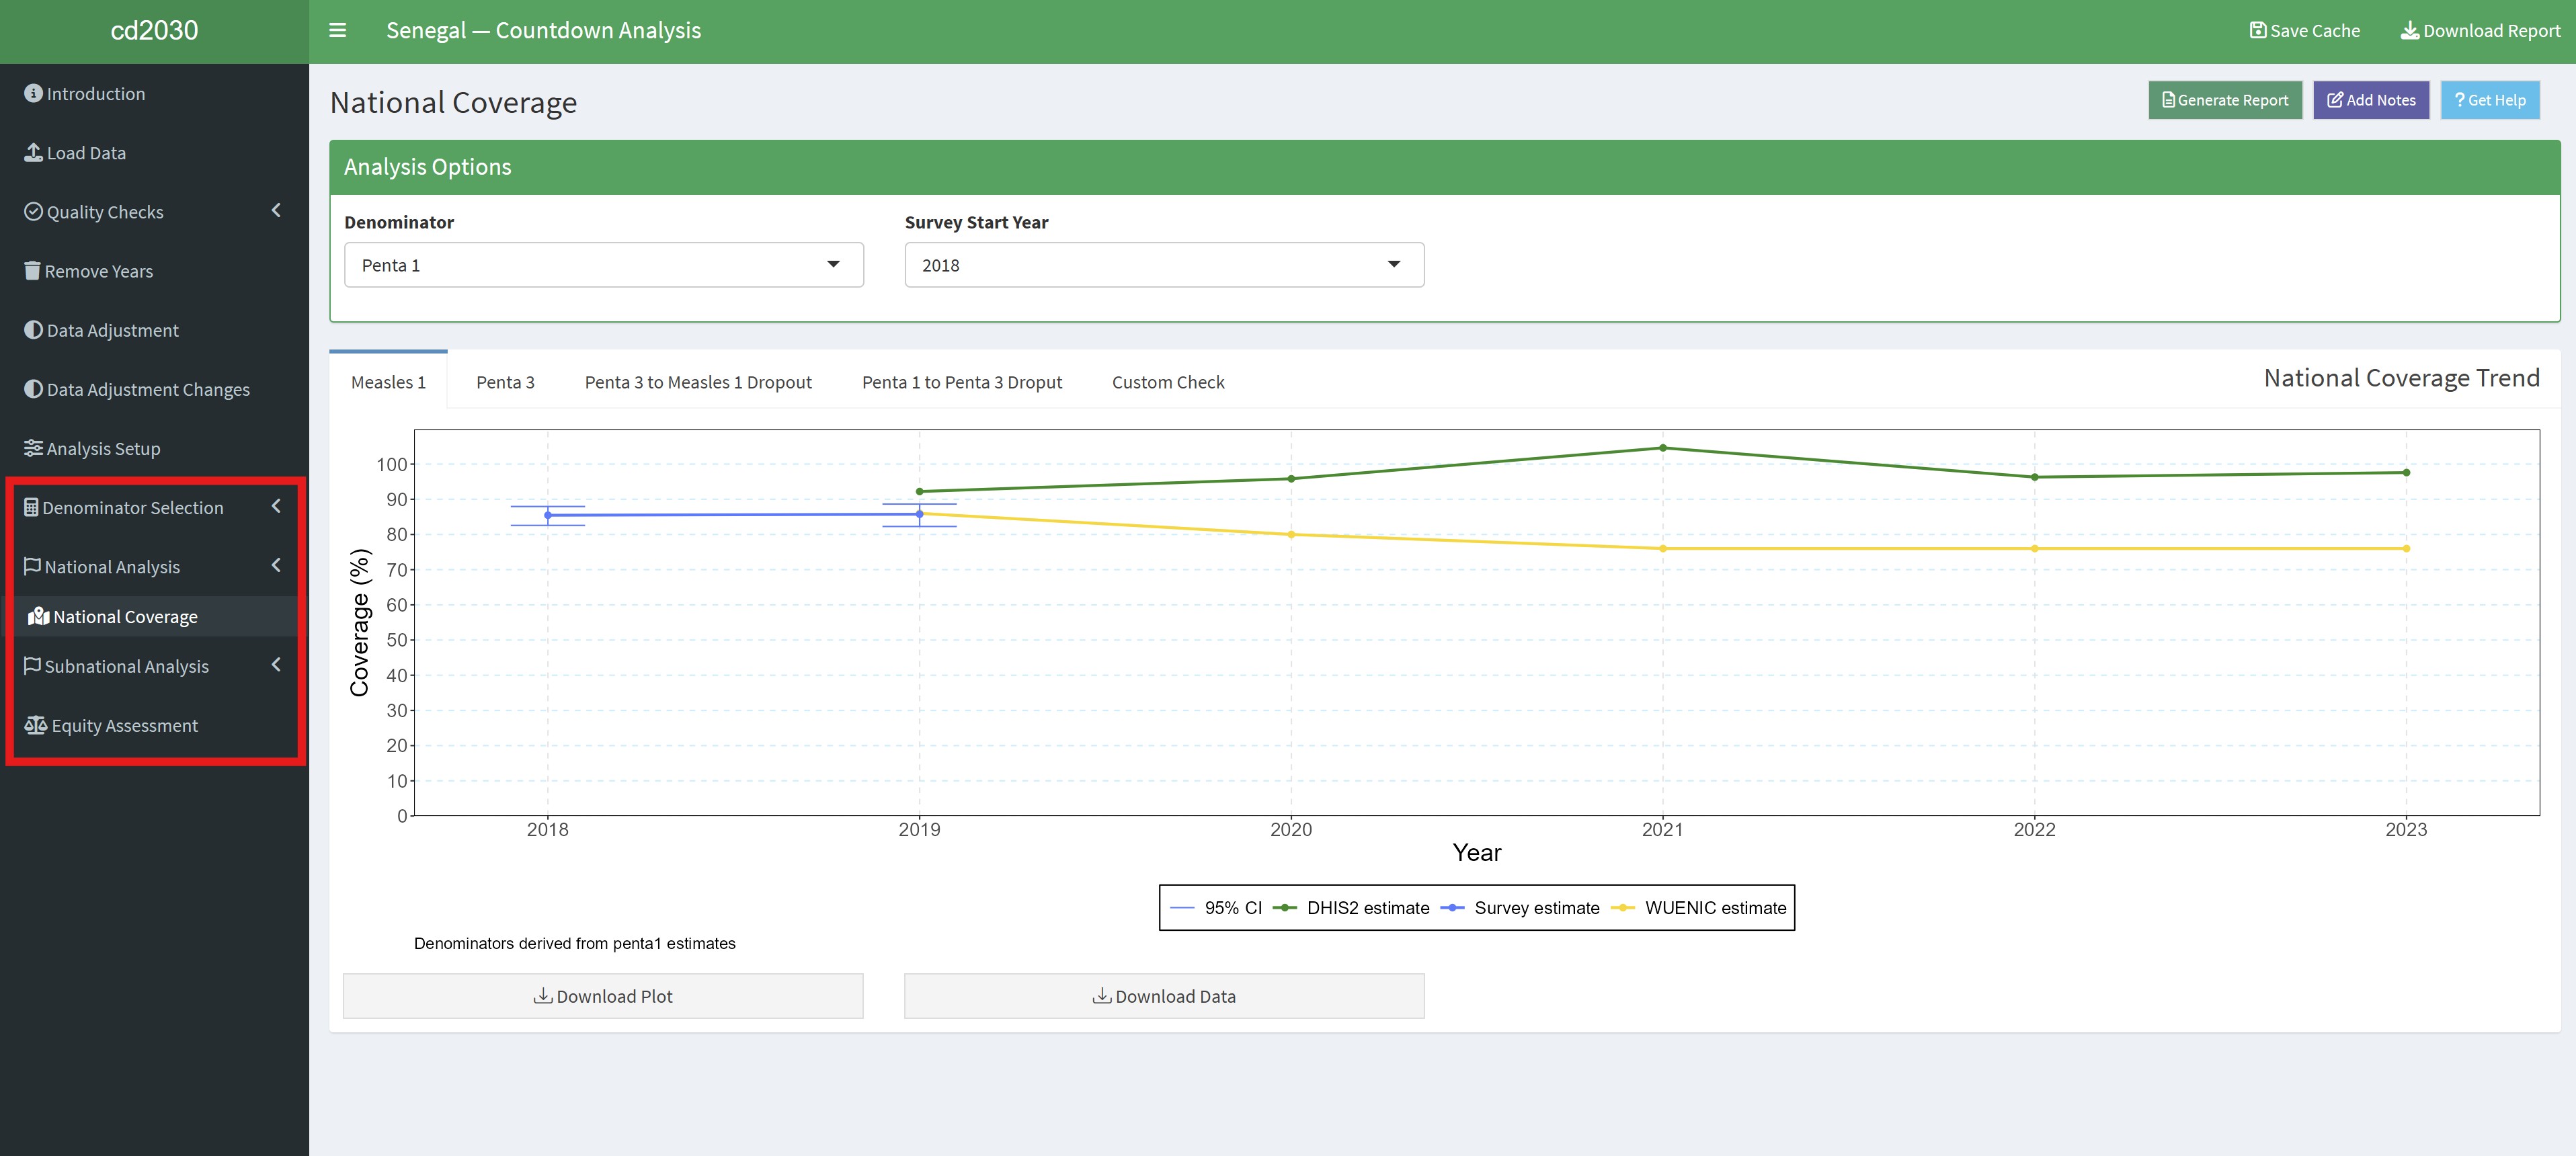 cd2030
Senegal — Countdown Analysis
Save Cache
Download Report
Introduction
Load Data
Quality Checks
Remove Years
Data Adjustment
Data Adjustment Changes
Analysis Setup
Denominator Selection
National Analysis
National Coverage
Subnational Analysis
Equity Assessment
National Coverage
Generate Report
Add Notes
? Get Help
Analysis Options
Denominator
Survey Start Year
Penta 1
2018
Measles 1
Penta 3
Penta 3 to Measles 1 Dropout
Penta 1 to Penta 3 Droput
Custom Check
National Coverage Trend
Coverage (%)
100
90
80
70
60
50
40
30
20
10
0
2018
2019
2020
2021
2022
2023
Year
95% CI
DHIS2 estimate
Survey estimate
WUENIC estimate
Denominators derived from penta1 estimates
Download Plot
Download Data